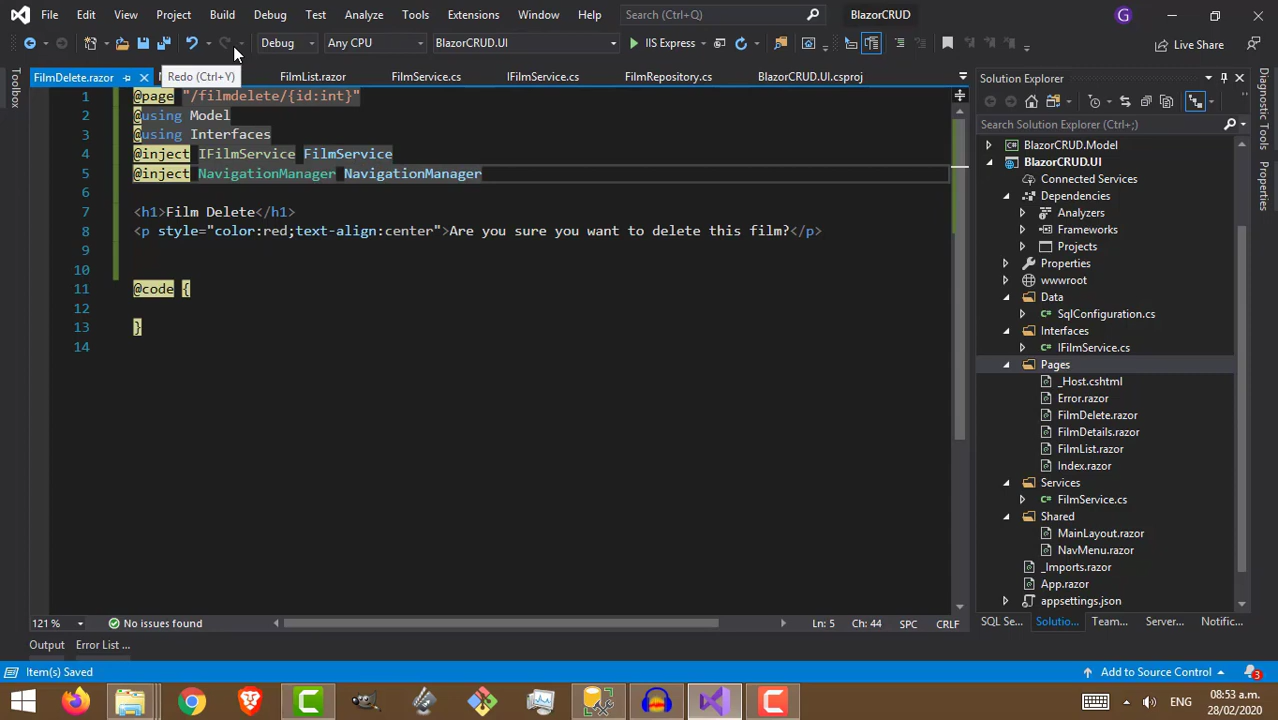 File Edit View Project Build Debug Test Analyze Tools Extensions Window Help Search (Ctrl+Q) BlazorCRUD G
Debug Any CPU BlazorCRUD.UI IIS Express Live Share
FilmDelete.razor Redo (Ctrl+Y) FilmList.razor FilmService.cs IFilmService.cs FilmRepository.cs BlazorCRUD.UI.csproj
Toolbox
1 @page "/filmdelete/{id:int}"
2 @using Model
3 @using Interfaces
4 @inject IFilmService FilmService
5 @inject NavigationManager NavigationManager
6
7 <h1>Film Delete</h1>
8 <p style="color:red;text-align:center">Are you sure you want to delete this film?</p>
9
10
11 @code {
12
13 }
14
121 % No issues found Ln: 5 Ch: 44 SPC CRLF
Output Error List ...
Solution Explorer
Search Solution Explorer (Ctrl+;)
BlazorCRUD.Model
BlazorCRUD.UI
Connected Services
Dependencies
Analyzers
Frameworks
Projects
Properties
wwwroot
Data
SqlConfiguration.cs
Interfaces
IFilmService.cs
Pages
_Host.cshtml
Error.razor
FilmDelete.razor
FilmDetails.razor
FilmList.razor
Index.razor
Services
FilmService.cs
Shared
MainLayout.razor
NavMenu.razor
_Imports.razor
App.razor
appsettings.json
SQL Se... Solutio... Team... Server... Notific...
Diagnostic Tools
Properties
Item(s) Saved Add to Source Control 3
ENG 08:53 a.m.
28/02/2020